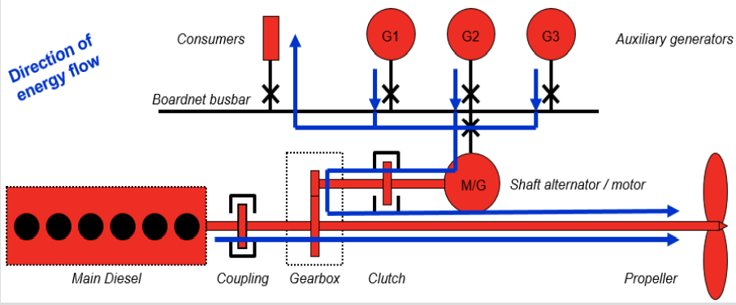 Direction of
energy flow
Consumers
G1
G2
G3
Auxiliary generators
Boardnet busbar
M/G
Shaft alternator / motor
Main Diesel
Coupling
Gearbox
Clutch
Propeller